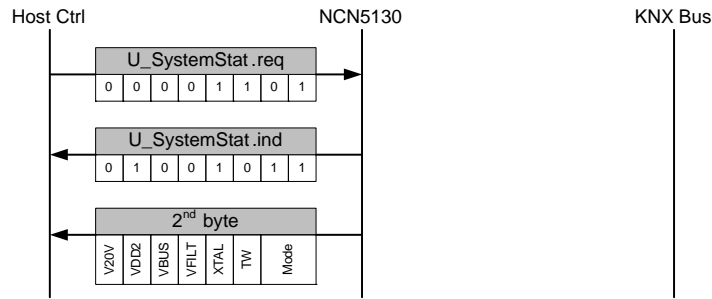 Host Ctrl NCN5130 KNX Bus
U_SystemStat.req
0 0 0 0 1 1 0 1
U_SystemStat.ind
0 1 0 0 1 0 1 1
2nd byte
V20V VDD2 VBUS VFILT XTAL TW Mode